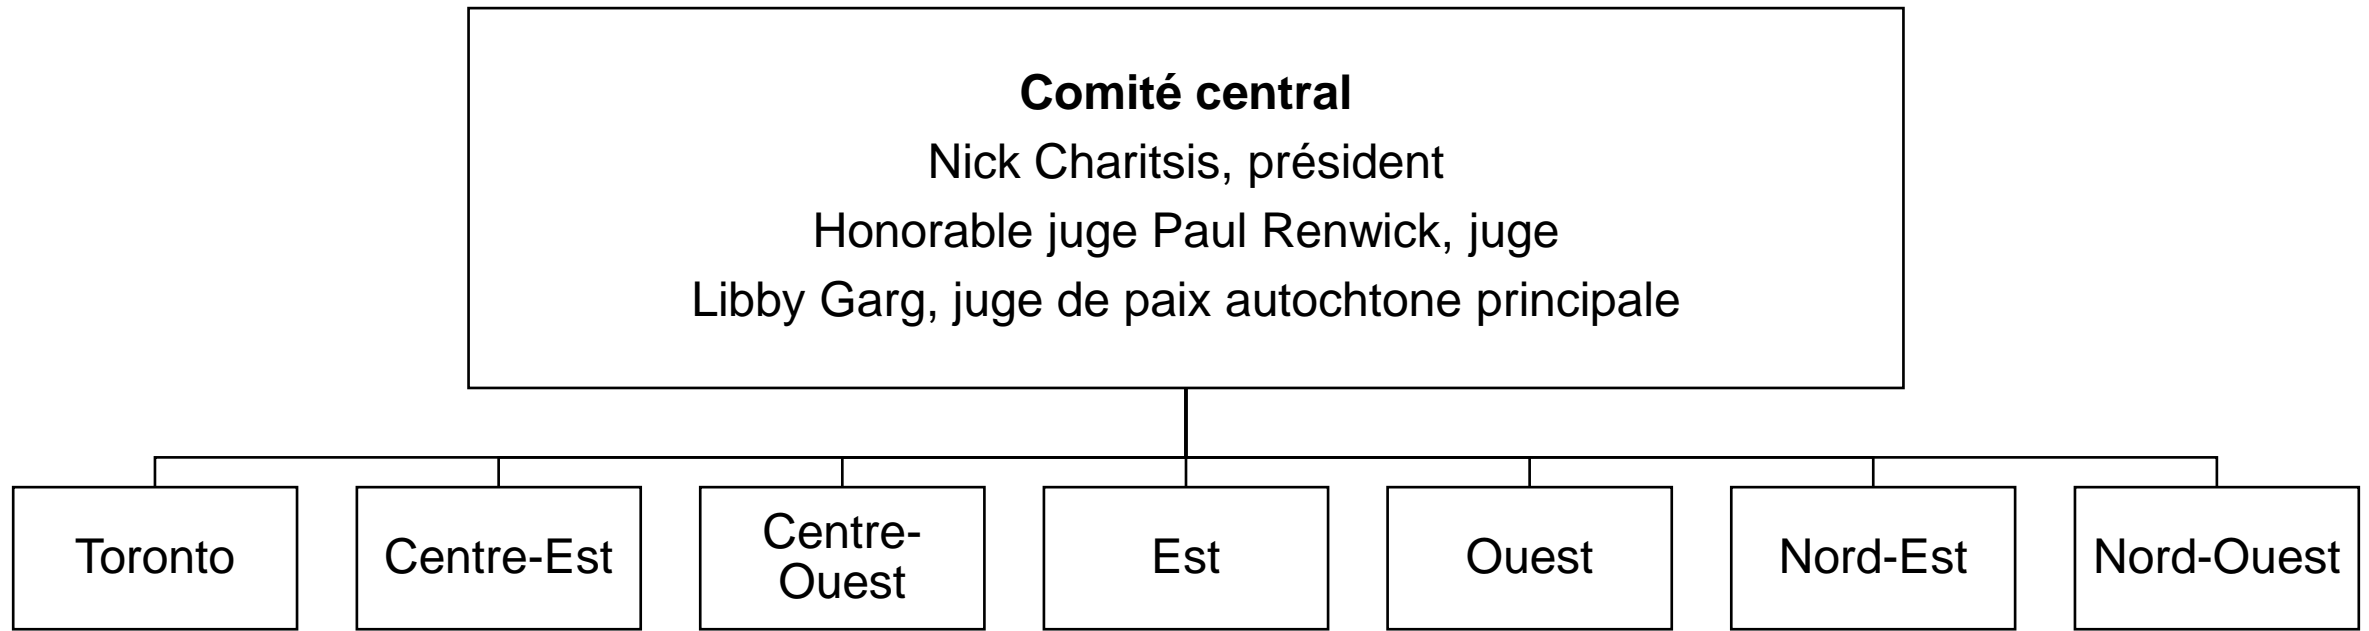 Comité central
Nick Charitsis, président
Honorable juge Paul Renwick, juge
Libby Garg, juge de paix autochtone principale
Toronto
Centre-Est
Centre-
Ouest
Est
Ouest
Nord-Est
Nord-Ouest